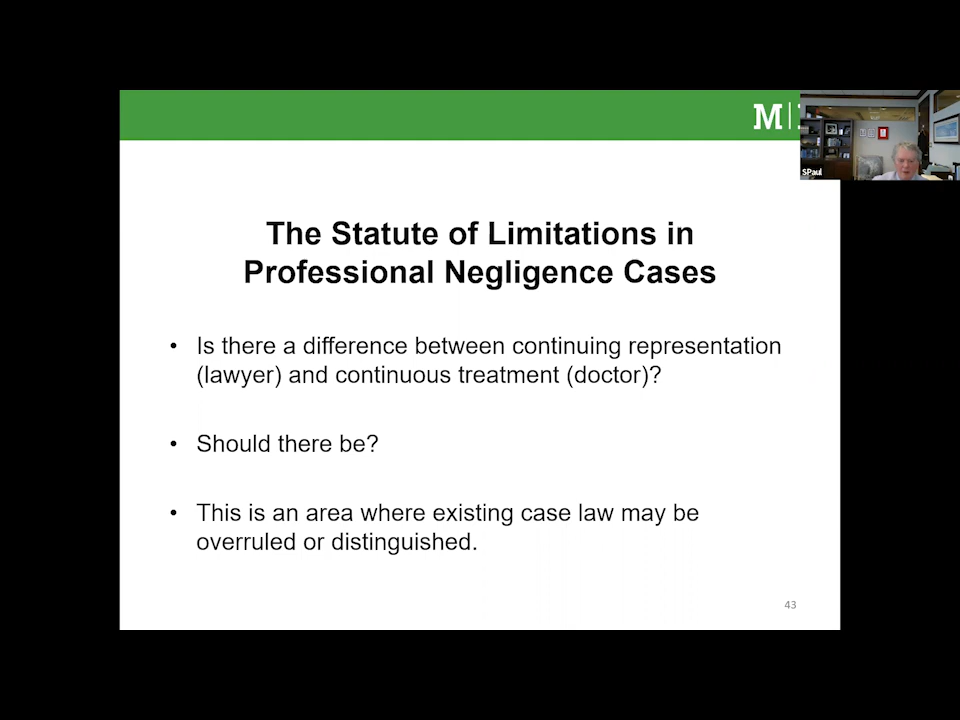 M
SPaul
The Statute of Limitations in
Professional Negligence Cases
• Is there a difference between continuing representation
(lawyer) and continuous treatment (doctor)?
• Should there be?
• This is an area where existing case law may be
overruled or distinguished.
43